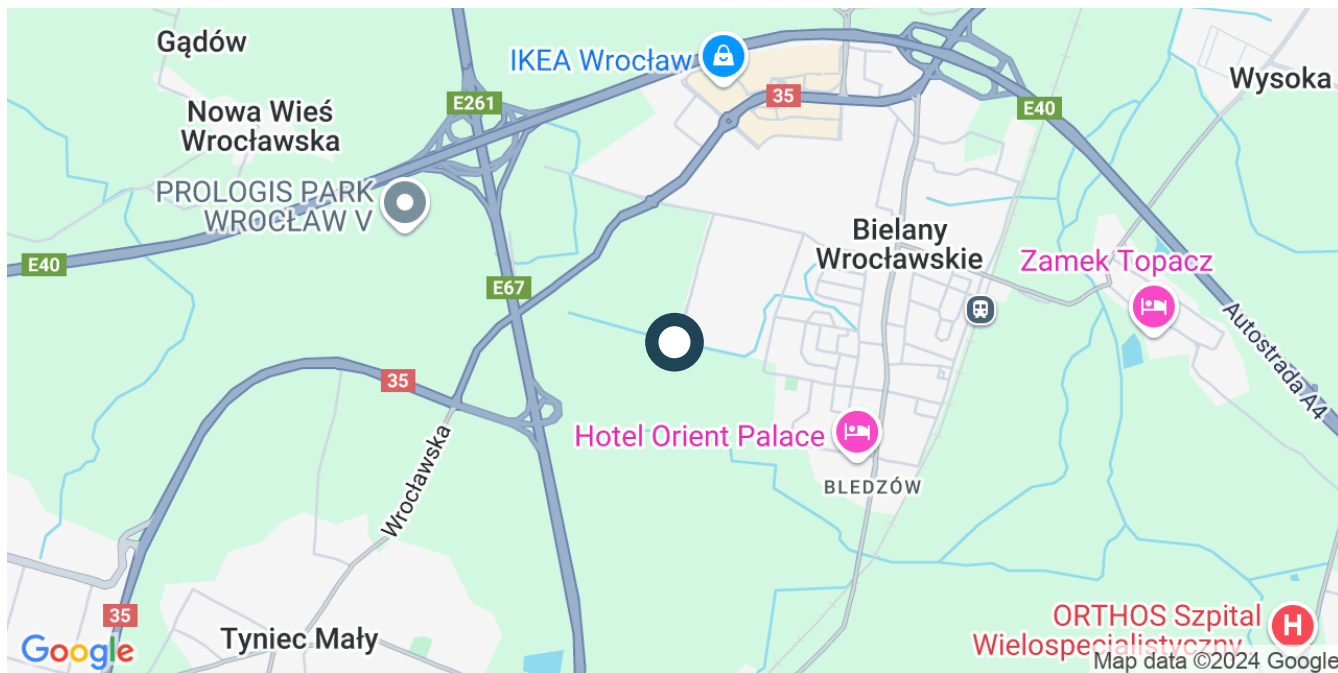 Gądów
IKEA Wrocław
Wysoka
35
E261
E40
Nowa Wieś
Wrocławska
PROLOGIS PARK
WROCŁAW V
Bielany
Wrocławskie
Zamek Topacz
E40
E67
Autostrada A4
35
Hotel Orient Palace
Wrocławska
BLEDZÓW
35
Tyniec Mały
ORTHOS Szpital
Wielospecjalistyczny
H
Google
Map data ©2024 Google